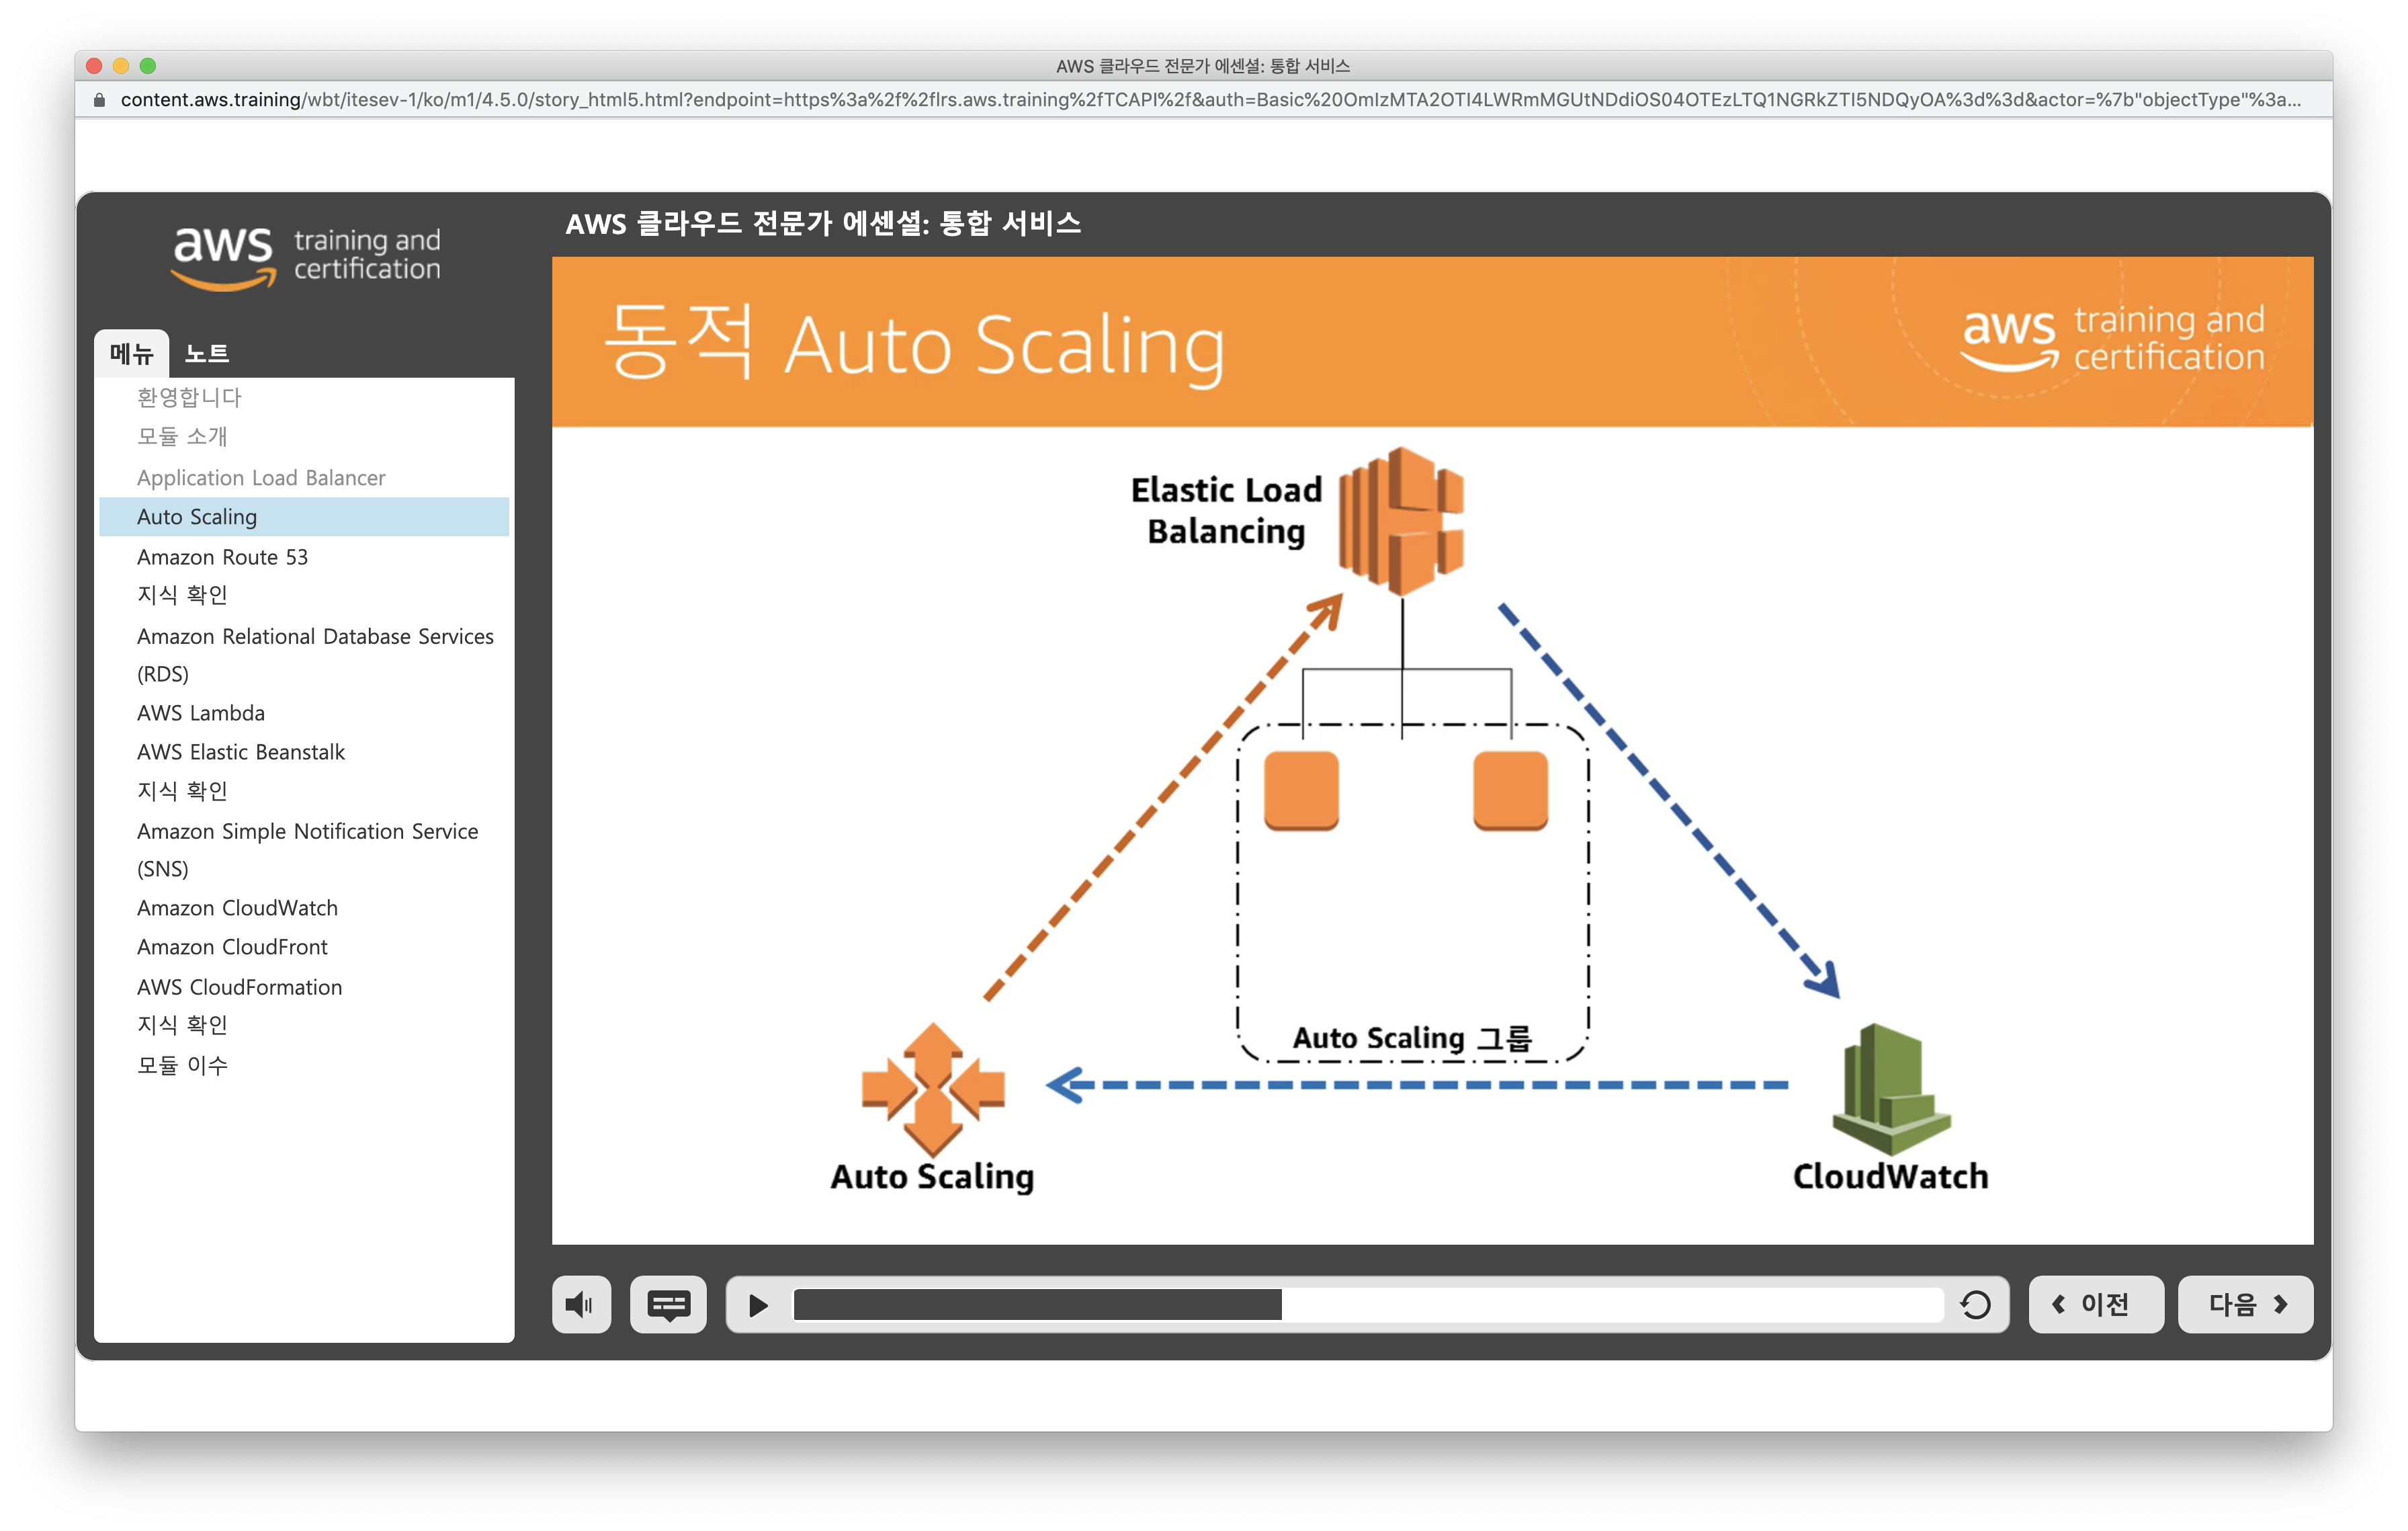 AWS 클라우드 전문가 에센셜: 통합 서비스
content.aws.training/wbt/itesev-1/ko/m1/4.5.0/story_html5.html?endpoint=https%3a%2f%2flrs.aws.training%2fTCAPI%2f&auth=Basic%20OmIzMTA2OTI4LWRmMGUtNDdiOS04OTEzLTQ1NGRkZTI5NDQyOA%3d%3d&actor=%7b"objectType"%3a...
aws training and
certification
AWS 클라우드 전문가 에센셜: 통합 서비스
메뉴 노트
환영합니다
모듈 소개
Application Load Balancer
Auto Scaling
Amazon Route 53
지식 확인
Amazon Relational Database Services
(RDS)
AWS Lambda
AWS Elastic Beanstalk
지식 확인
Amazon Simple Notification Service
(SNS)
Amazon CloudWatch
Amazon CloudFront
AWS CloudFormation
지식 확인
모듈 이수
동적 Auto Scaling
aws training and
certification
Elastic Load
Balancing
Auto Scaling 그룹
Auto Scaling
CloudWatch
이전
다음